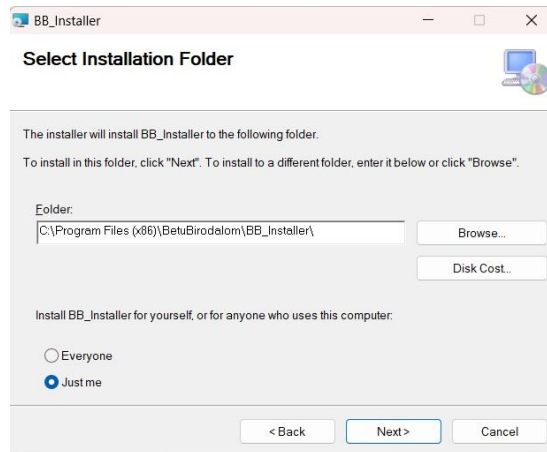 BB_Installer
Select Installation Folder
The installer will install BB_Installer to the following folder.
To install in this folder, click "Next". To install to a different folder, enter it below or click "Browse".
Folder:
C:\Program Files (x86)\BetuBirodalom\BB_Installer\
Browse...
Disk Cost...
Install BB_Installer for yourself, or for anyone who uses this computer:
Everyone
Just me
< Back
Next >
Cancel